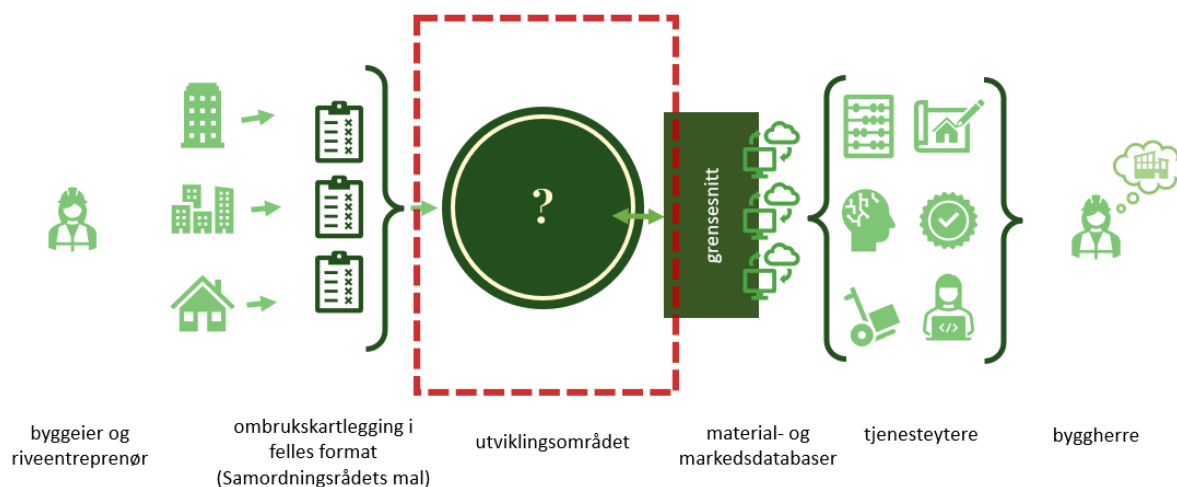 ?
grensesnitt
</>
byggeier og
riveentreprenør
ombrukskartlegging i
felles format
(Samordningsrådets mal)
utviklingsområdet
material- og
markedsdatabaser
tjenesteytere
byggherre